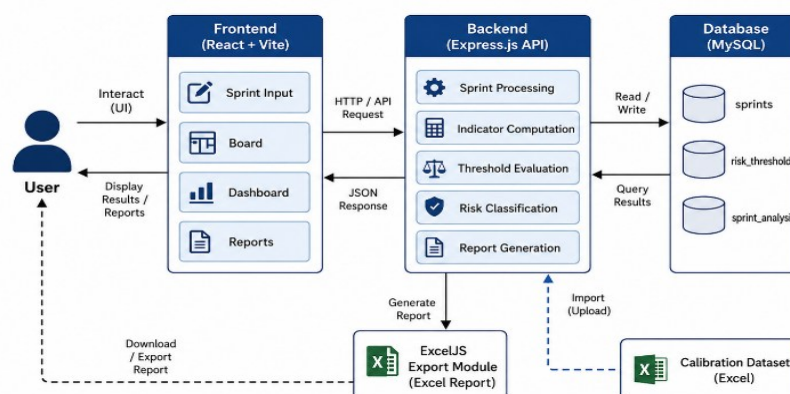 Frontend
(React + Vite)
Sprint Input
Board
Dashboard
Reports
Backend
(Express.js API)
Sprint Processing
Indicator Computation
Threshold Evaluation
Risk Classification
Report Generation
Database
(MySQL)
sprints
risk_threshold
sprint_analysi
Interact
(UI)
User
Display
Results /
Reports
HTTP / API
Request
JSON
Response
Read /
Write
Query
Results
Generate
Report
Import
(Upload)
Download
/ Export
Report
X
ExcelJS
Export Module
(Excel Report)
X
Calibration Dataset
(Excel)